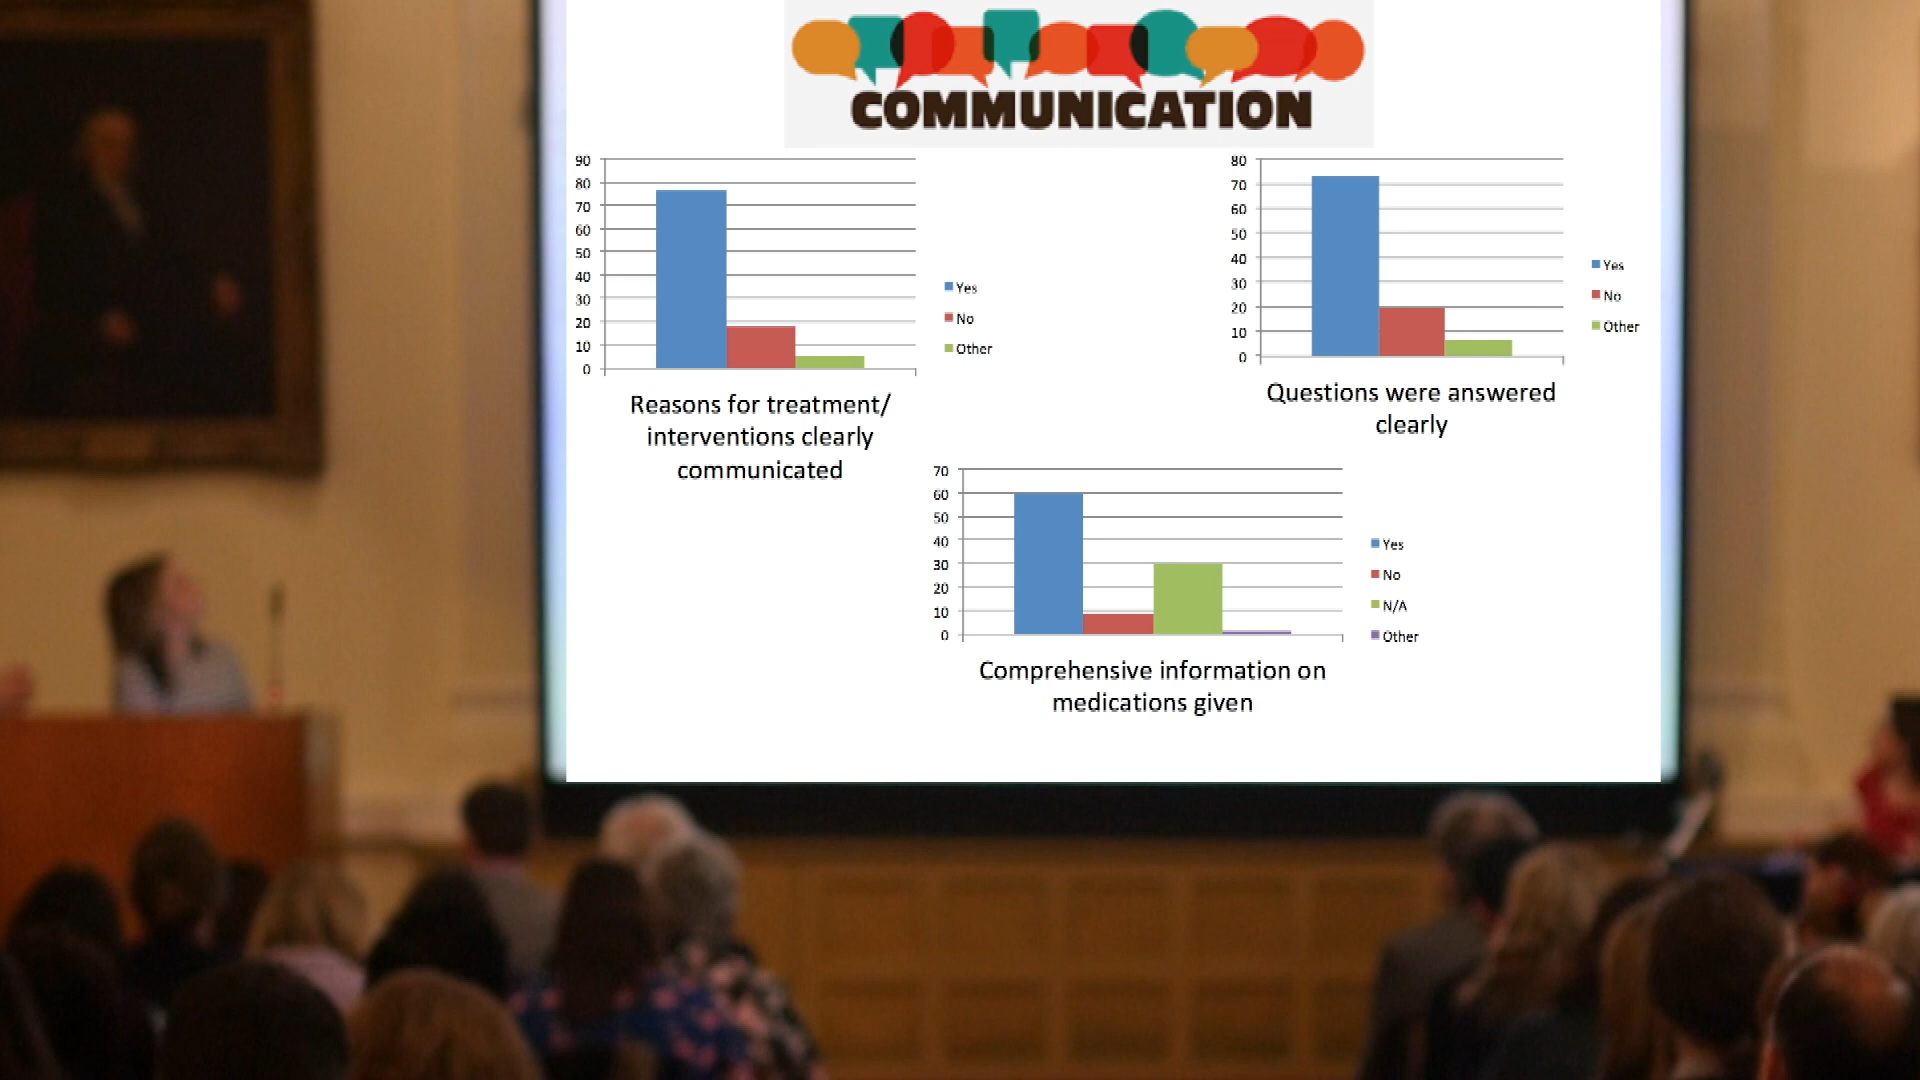 COMMUNICATION
90
80
70
60
50
40
30
20
10
0
Yes
No
Other
Reasons for treatment/
interventions clearly
communicated
80
70
60
50
40
30
20
10
0
Yes
No
Other
Questions were answered
clearly
70
60
50
40
30
20
10
0
Yes
No
N/A
Other
Comprehensive information on
medications given